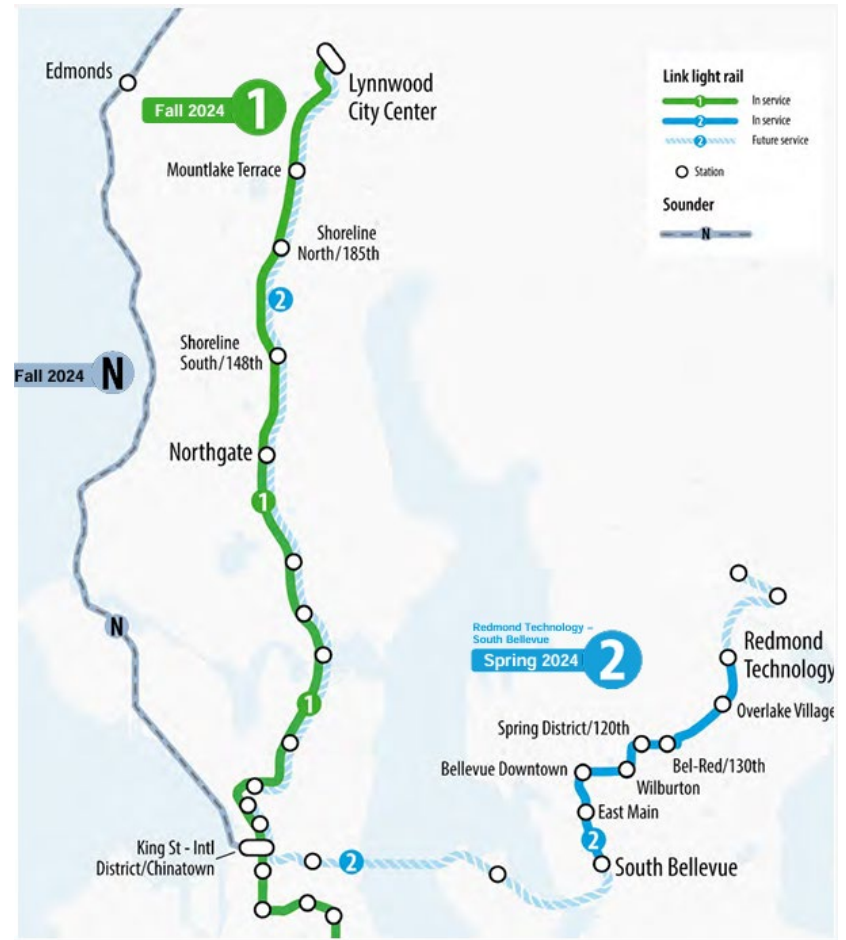 Edmonds
Fall 2024
1
Lynnwood
City Center
Link light rail
1
In service
2
In service
2
Future service
Station
Sounder
N
Mountlake Terrace
Shoreline
North/185th
2
Shoreline
South/148th
Fall 2024 N
Northgate
1
N
Redmond Technology –
South Bellevue
Spring 2024
2
Redmond
Technology
1
Overlake Village
Spring District/120th
Bel-Red/130th
Bellevue Downtown
Wilburton
East Main
2
King St - Intl
District/Chinatown
2
South Bellevue